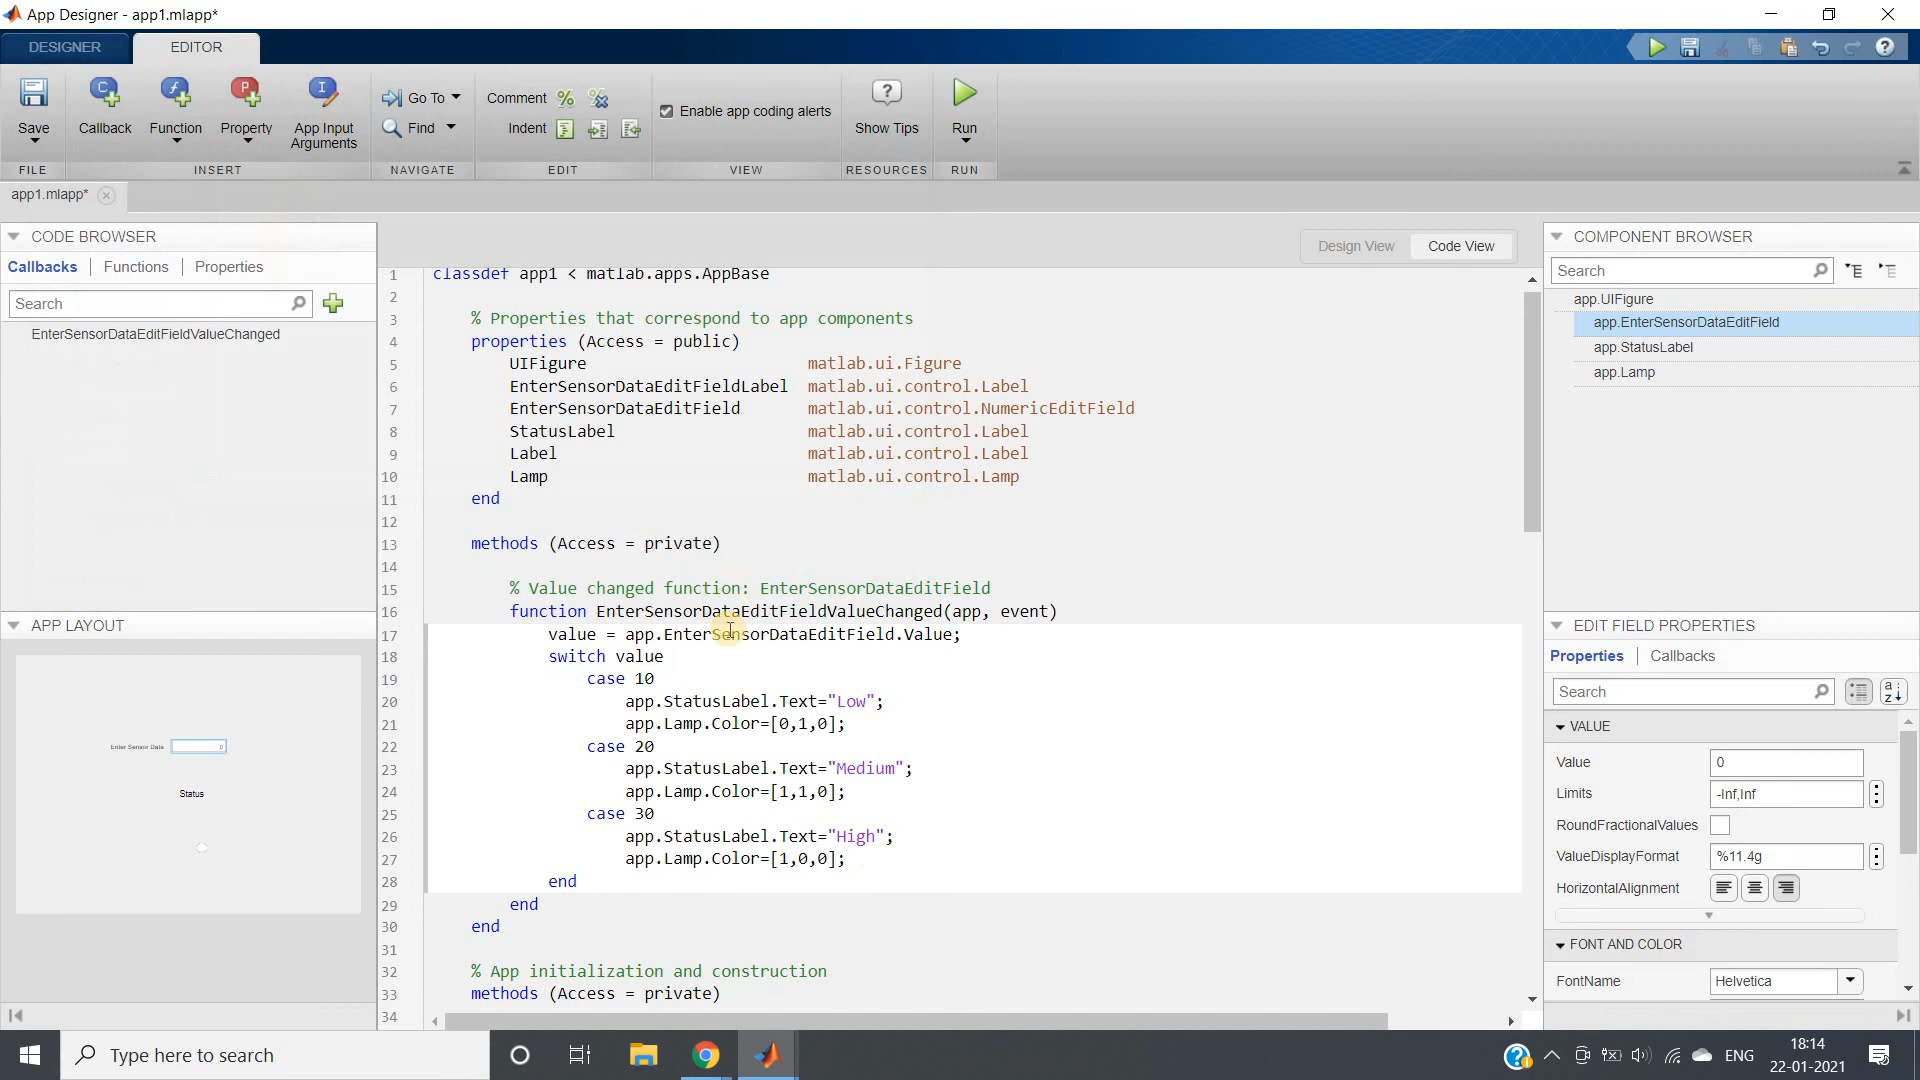 App Designer - app1.mlapp*
DESIGNER
EDITOR
Save
Callback
Function
Property
App Input
Arguments
Go To
Find
Comment
Indent
Enable app coding alerts
Show Tips
Run
FILE
INSERT
NAVIGATE
EDIT
VIEW
RESOURCES
RUN
app1.mlapp*
CODE BROWSER
Callbacks
Functions
Properties
Search
EnterSensorDataEditFieldValueChanged
APP LAYOUT
Enter Sensor Data
0
Status
Design View
Code View
1 classdef app1 < matlab.apps.AppBase
2
3 % Properties that correspond to app components
4 properties (Access = public)
5 UIFigure matlab.ui.Figure
6 EnterSensorDataEditFieldLabel matlab.ui.control.Label
7 EnterSensorDataEditField matlab.ui.control.NumericEditField
8 StatusLabel matlab.ui.control.Label
9 Label matlab.ui.control.Label
10 Lamp matlab.ui.control.Lamp
11 end
12
13 methods (Access = private)
14
15 % Value changed function: EnterSensorDataEditField
16 function EnterSensorDataEditFieldValueChanged(app, event)
17 value = app.EnterSensorDataEditField.Value;
18 switch value
19 case 10
20 app.StatusLabel.Text="Low";
21 app.Lamp.Color=[0,1,0];
22 case 20
23 app.StatusLabel.Text="Medium";
24 app.Lamp.Color=[1,1,0];
25 case 30
26 app.StatusLabel.Text="High";
27 app.Lamp.Color=[1,0,0];
28 end
29 end
30 end
31
32 % App initialization and construction
33 methods (Access = private)
34
COMPONENT BROWSER
Search
app.UIFigure
app.EnterSensorDataEditField
app.StatusLabel
app.Lamp
EDIT FIELD PROPERTIES
Properties
Callbacks
Search
VALUE
Value 0
Limits -Inf,Inf
RoundFractionalValues
ValueDisplayFormat %11.4g
HorizontalAlignment
FONT AND COLOR
FontName Helvetica
Type here to search
ENG
18:14
22-01-2021